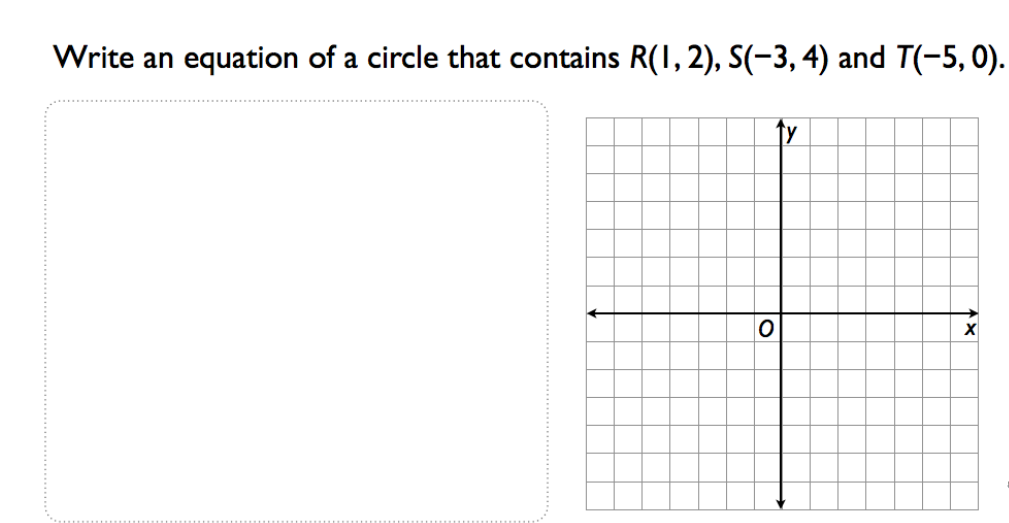 Write an equation of a circle that contains R(1, 2), S(−3, 4) and T(−5, 0).
y
O
x